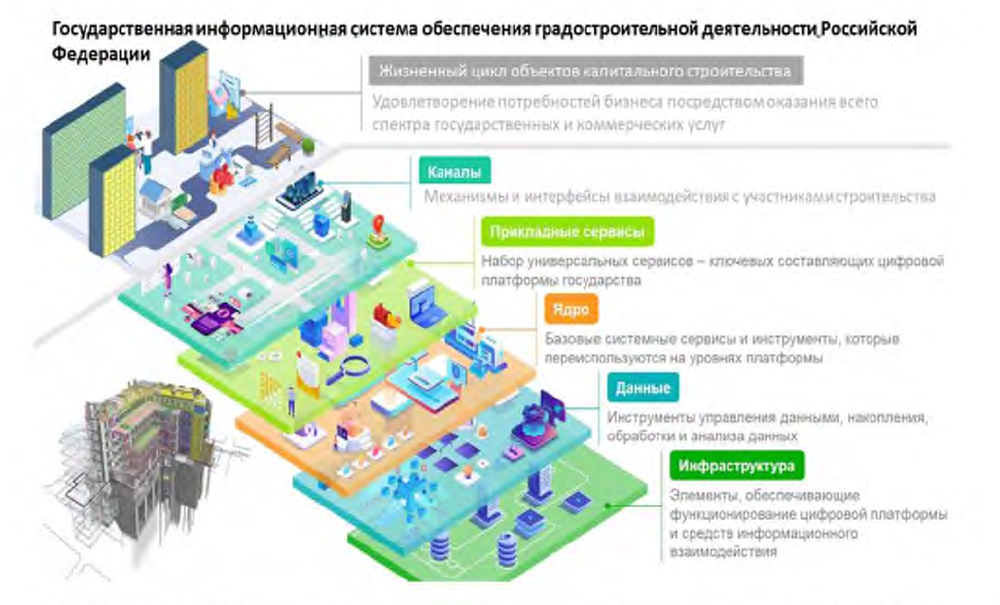 Государственная информационная система обеспечения градостроительной деятельности Российской
Федерации
Жизненный цикл объектов капитального строительства
Удовлетворение потребностей бизнеса посредством оказания всего
спектра государственных и коммерческих услуг
Каналы
Механизмы и интерфейсы взаимодействия с участниками строительства
Прикладные сервисы
Набор универсальных сервисов – ключевых составляющих цифровой
платформы государства
Ядро
Базовые системные сервисы и инструменты, которые
переиспользуются на уровнях платформы
Данные
Инструменты управления данными, накопления,
обработки и анализа данных
Инфраструктура
Элементы, обеспечивающие
функционирование цифровой платформы
и средств информационного
взаимодействия